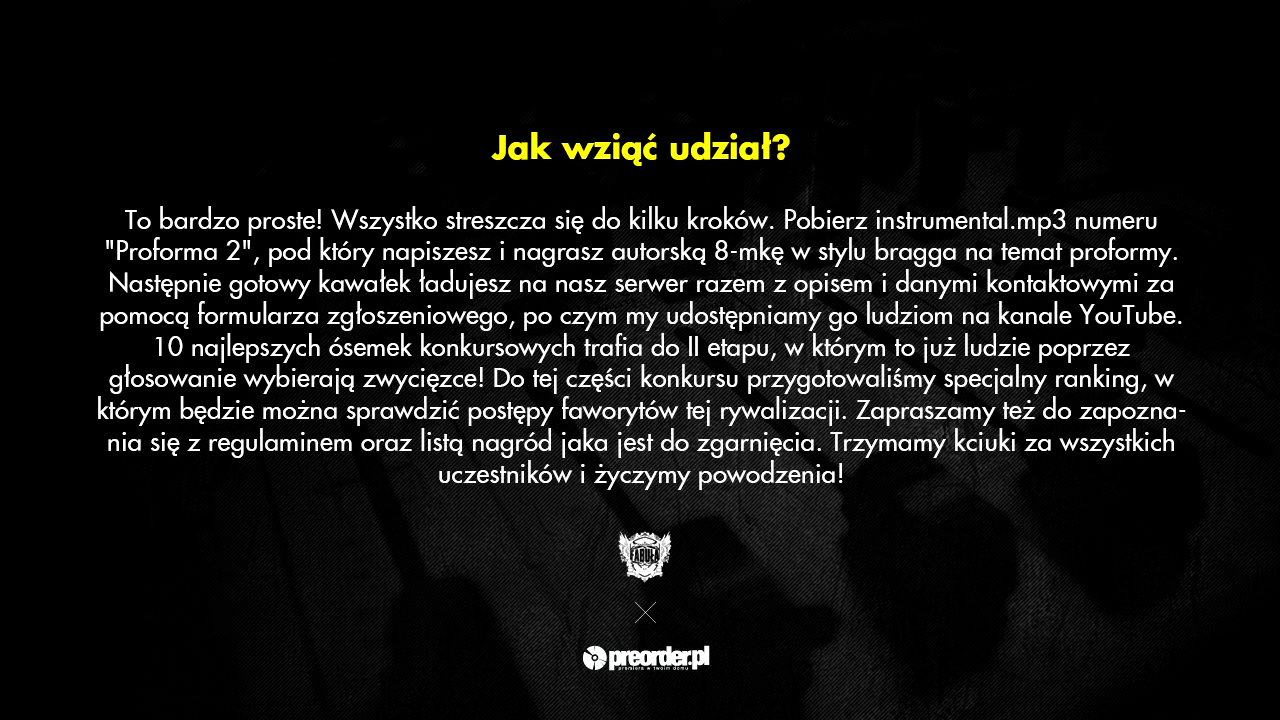 Jak wziąć udział?
To bardzo proste! Wszystko streszcza się do kilku kroków. Pobierz instrumental.mp3 numeru
"Proforma 2", pod który napiszesz i nagrasz autorską 8-mkę w stylu bragga na temat proformy.
Następnie gotowy kawałek ładujesz na nasz serwer razem z opisem i danymi kontaktowymi za
pomocą formularza zgłoszeniowego, po czym my udostępniamy go ludziom na kanale YouTube.
10 najlepszych ósemek konkursowych trafia do II etapu, w którym to już ludzie poprzez
głosowanie wybierają zwycięzce! Do tej części konkursu przygotowaliśmy specjalny ranking, w
którym będzie można sprawdzić postępy faworytów tej rywalizacji. Zapraszamy też do zapozna-
nia się z regulaminem oraz listą nagród jaka jest do zgarnięcia. Trzymamy kciuki za wszystkich
uczestników i życzymy powodzenia!
FABUŁA
preorder.pl
premiera w twoim domu